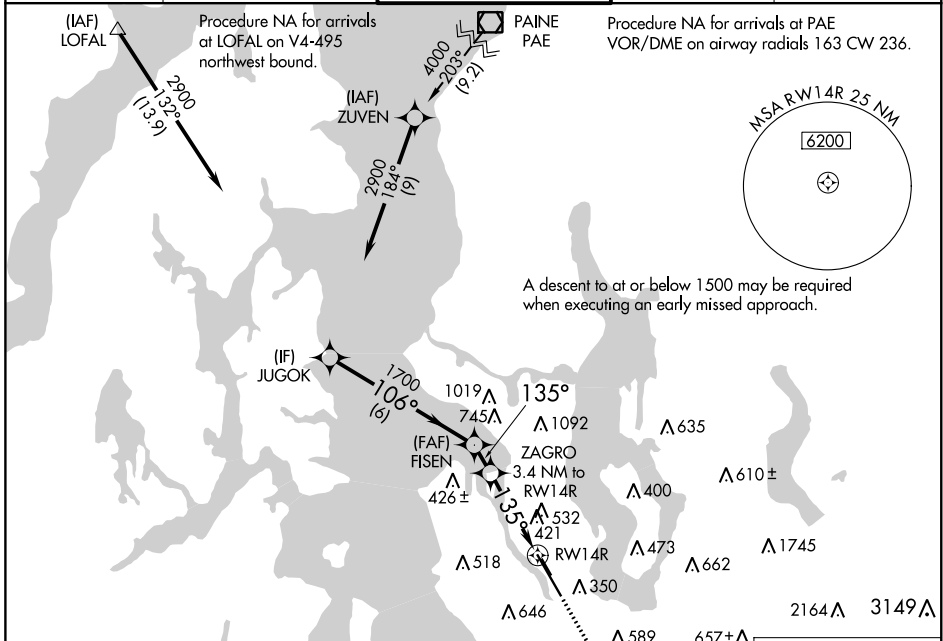 (IAF)
LOFAL
Procedure NA for arrivals
at LOFAL on V4-495
northwest bound.
PAINE
PAE
Procedure NA for arrivals at PAE
VOR/DME on airway radials 163 CW 236.
2900
132°
(13.9)
4000
203°
(9.2)
(IAF)
ZUVEN
2900
184°
(9)
MSA RW14R 25 NM
6200
A descent to at or below 1500 may be required
when executing an early missed approach.
(IF)
JUGOK
1700
106°
(6)
1019
745
135°
1092
635
(FAF)
FISEN
ZAGRO
3.4 NM to
RW14R
426 ±
135°
400
610 ±
532
421
RW14R
518
473
662
1745
350
646
2164
3149
589
657±